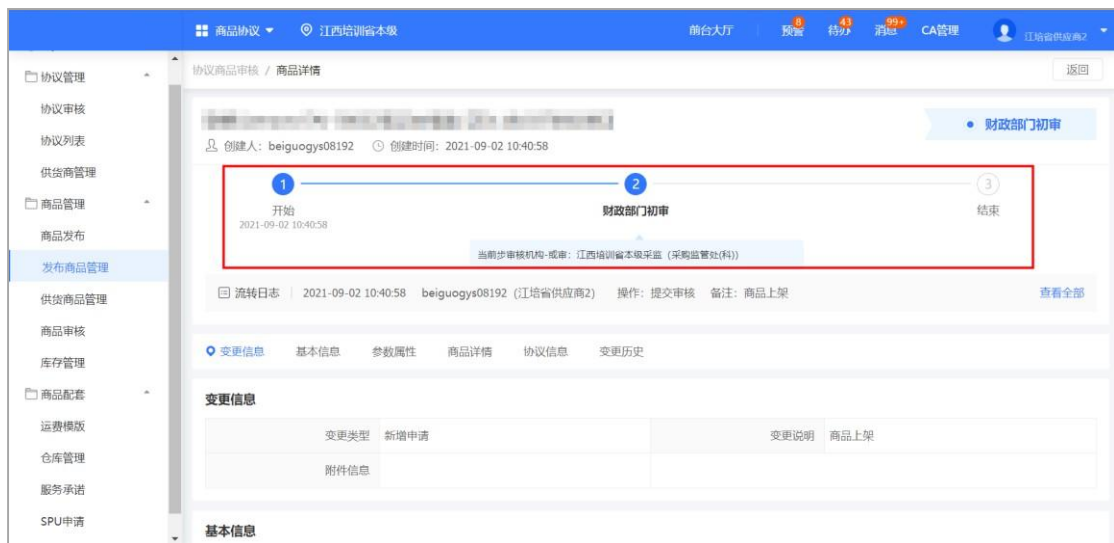 商品协议 江西培训省本级 前台大厅 预警 8 待办 43 消息 99+ CA管理 江培省供应商2
协议商品审核 / 商品详情 返回
协议管理
协议审核
协议列表
供货商管理
商品管理
商品发布
发布商品管理
供货商品管理
商品审核
库存管理
商品配套
运费模版
仓库管理
服务承诺
SPU申请
财政部门初审
创建人：beiguogys08192 创建时间：2021-09-02 10:40:58
1 2 3
开始 财政部门初审 结束
2021-09-02 10:40:58
当前步审核机构-或审：江西培训省本级采监（采购监管处(科)）
流转日志 2021-09-02 10:40:58 beiguogys08192（江培省供应商2） 操作：提交审核 备注：商品上架 查看全部
变更信息 基本信息 参数属性 商品详情 协议信息 变更历史
变更信息
变更类型 新增申请 变更说明 商品上架
附件信息
基本信息